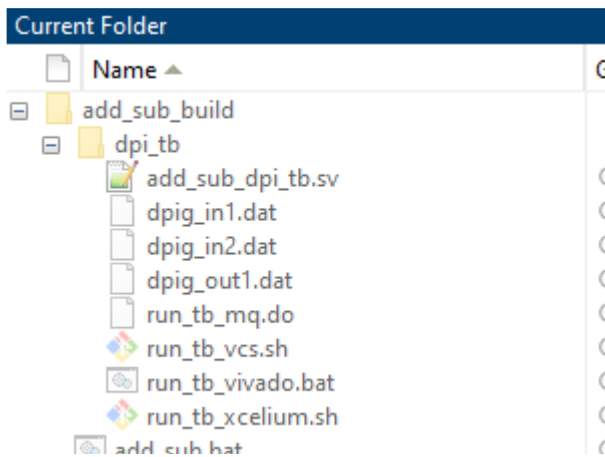 Current Folder
Name
add_sub_build
dpi_tb
add_sub_dpi_tb.sv
dpig_in1.dat
dpig_in2.dat
dpig_out1.dat
run_tb_mq.do
run_tb_vcs.sh
run_tb_vivado.bat
run_tb_xcelium.sh
add_sub.bat